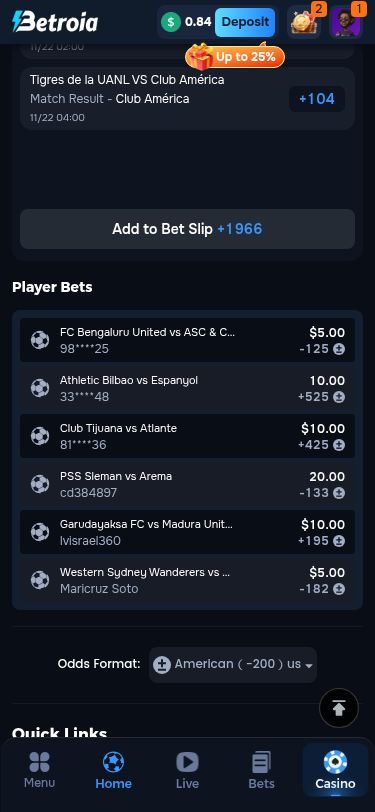 Betroia
$ 0.84 Deposit
2
1
11/22 02:00
Up to 25%
Tigres de la UANL VS Club América
Match Result - Club América
+104
11/22 04:00
Add to Bet Slip +1966
Player Bets
FC Bengaluru United vs ASC & C... $5.00
98****25 -125
Athletic Bilbao vs Espanyol 10.00
33****48 +525
Club Tijuana vs Atlante $10.00
81****36 +425
PSS Sleman vs Arema 20.00
cd384897 -133
Garudayaksa FC vs Madura Unit... $10.00
lvisrael360 +195
Western Sydney Wanderers vs ... $5.00
Maricruz Soto -182
Odds Format: American ( -200 ) us
Quick Links
Menu Home Live Bets Casino